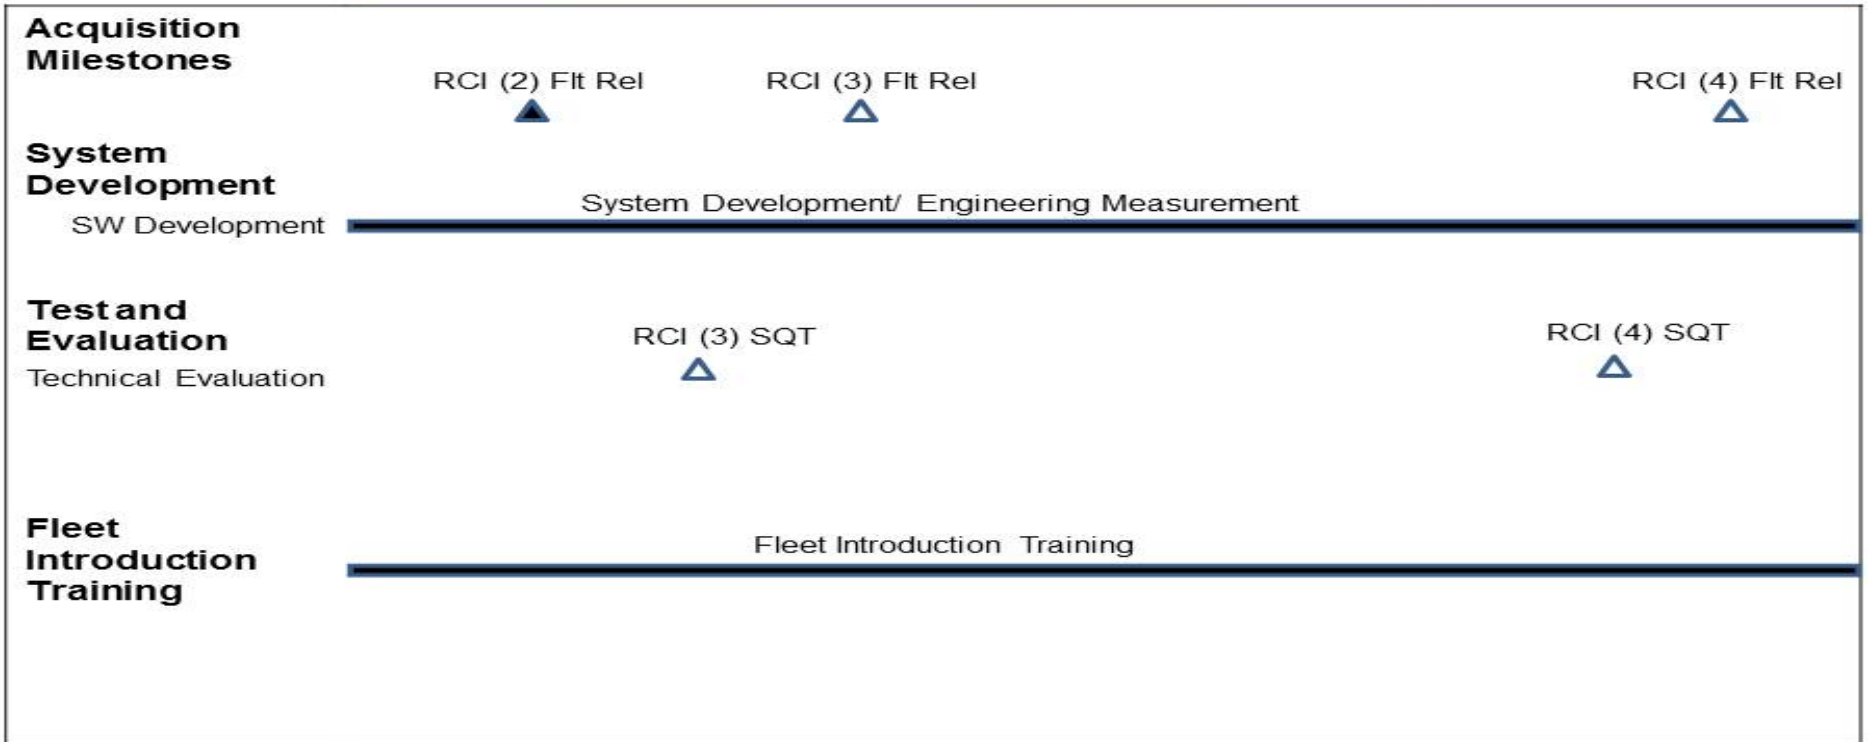 Acquisition
Milestones
RCI (2) Flt Rel
RCI (3) Flt Rel
RCI (4) Flt Rel
System
Development
System Development/ Engineering Measurement
SW Development
Test and
Evaluation
RCI (3) SQT
RCI (4) SQT
Technical Evaluation
Fleet
Introduction
Training
Fleet Introduction Training